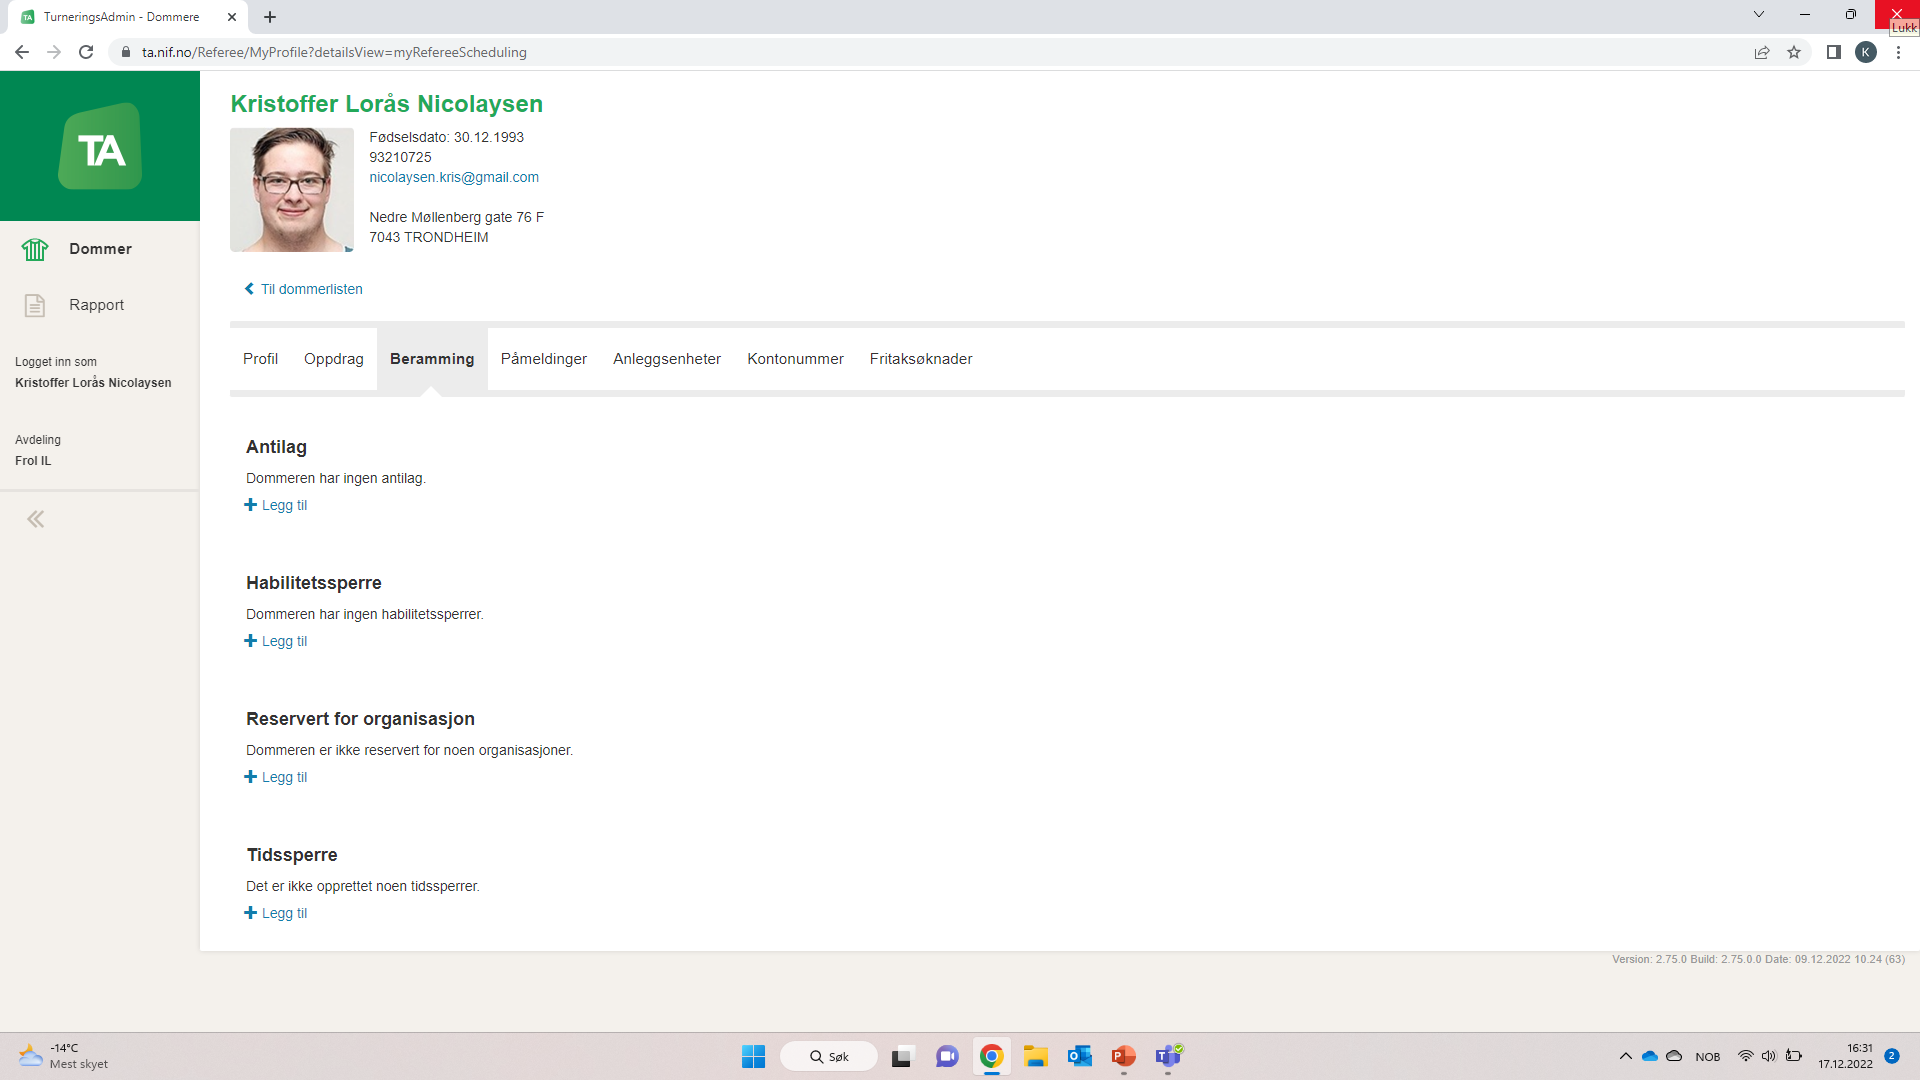 TurneringsAdmin - Dommere
Lukk
ta.nif.no/Referee/MyProfile?detailsView=myRefereeScheduling
K
TA
Dommer
Rapport
Logget inn som
Kristoffer Lorås Nicolaysen
Avdeling
Frol IL
Kristoffer Lorås Nicolaysen
Fødselsdato: 30.12.1993
93210725
nicolaysen.kris@gmail.com
Nedre Møllenberg gate 76 F
7043 TRONDHEIM
Til dommerlisten
Profil Oppdrag Beramming Påmeldinger Anleggsenheter Kontonummer Fritaksøknader
Antilag
Dommeren har ingen antilag.
Legg til
Habilitetssperre
Dommeren har ingen habilitetssperrer.
Legg til
Reservert for organisasjon
Dommeren er ikke reservert for noen organisasjoner.
Legg til
Tidssperre
Det er ikke opprettet noen tidssperrer.
Legg til
Version: 2.75.0 Build: 2.75.0.0 Date: 09.12.2022 10.24 (63)
-14°C
Mest skyet
Søk
NOB
16:31
17.12.2022
2